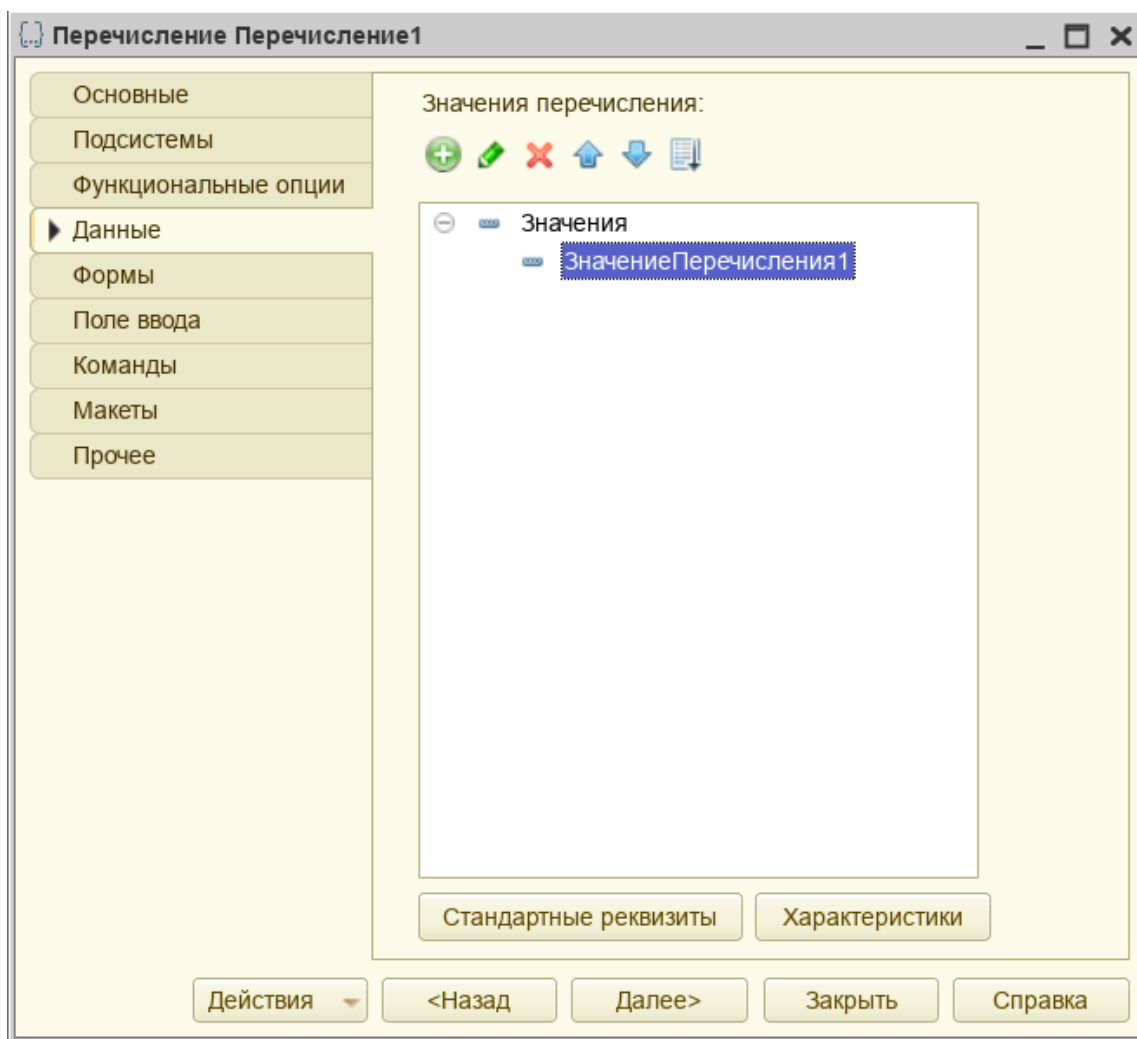 Перечисление Перечисление1
Основные
Подсистемы
Функциональные опции
Данные
Формы
Поле ввода
Команды
Макеты
Прочее
Значения перечисления:
Значения
ЗначениеПеречисления1
Стандартные реквизиты Характеристики
Действия <Назад Далее> Закрыть Справка